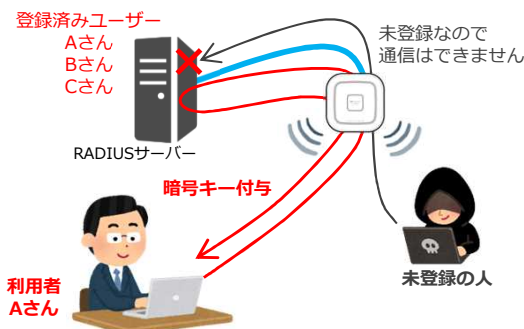 登録済みユーザー
Aさん
Bさん
Cさん
未登録なので
通信はできません
RADIUSサーバー
暗号キー付与
利用者
Aさん
未登録の人